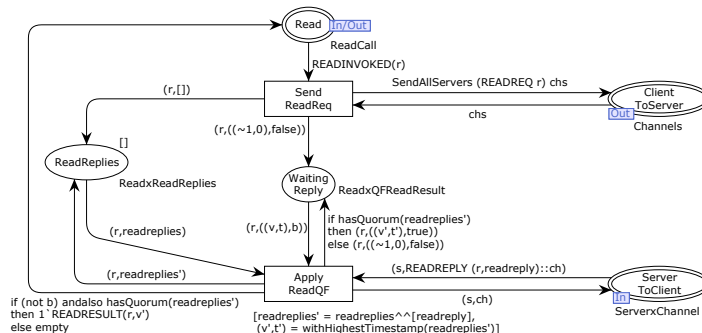 Read
In/Out
ReadCall
READINVOKED(r)
(r,[])
Send
ReadReq
SendAllServers (READREQ r) chs
chs
Client
ToServer
Out
Channels
(r,((~1,0),false))
[]
ReadReplies
ReadxReadReplies
Waiting
Reply
ReadxQFReadResult
(r,readreplies)
(r,((v,t),b))
if hasQuorum(readreplies')
then (r,((v',t'),true))
else (r,((~1,0),false))
(r,readreplies')
Apply
ReadQF
(s,READREPLY (r,readreply)::ch)
(s,ch)
Server
ToClient
In
ServerxChannel
if (not b) andalso hasQuorum(readreplies')
then 1`READRESULT(r,v')
else empty
[readreplies' = readreplies^^[readreply],
(v',t') = withHighestTimestamp(readreplies')]